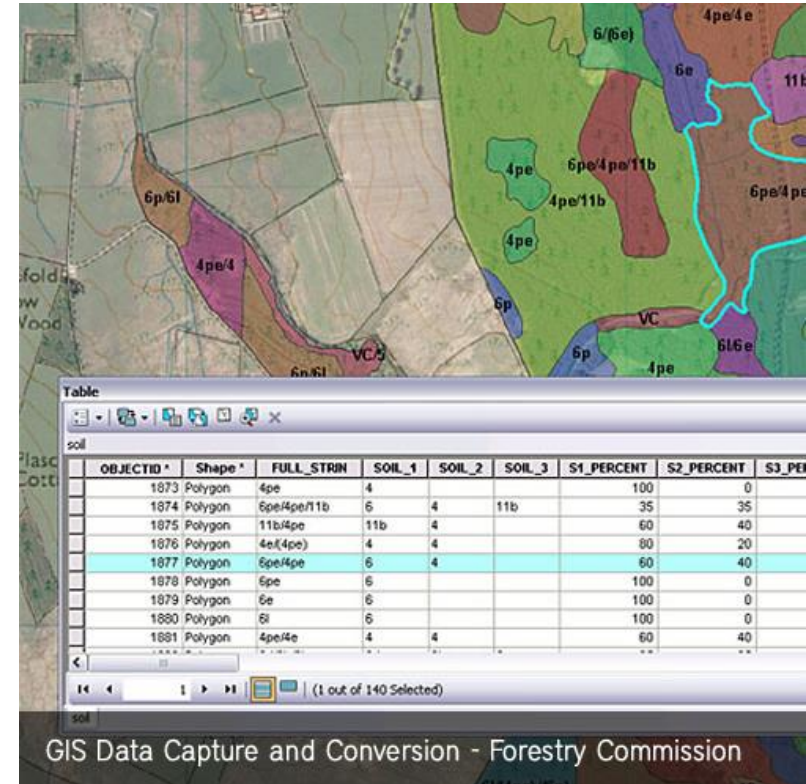 4pe/4e
6/(6e)
6e
11b
4pe
6pe/4pe/11b
6p/6l
4pe/11b
6pe/4pe
4pe
4pe/4
6p
VC
VC/5
6p
6l/6e
4pe
6p/6l
Wood
Table
soil
OBJECTID * Shape * FULL_STRIN SOIL_1 SOIL_2 SOIL_3 S1_PERCENT S2_PERCENT
1873 Polygon 4pe 4 100 0
1874 Polygon 6pe/4pe/11b 6 4 11b 35 35
1875 Polygon 11b/4pe 11b 4 60 40
1876 Polygon 4e/(4pe) 4 4 80 20
1877 Polygon 6pe/4pe 6 4 60 40
1878 Polygon 6pe 6 100 0
1879 Polygon 6e 6 100 0
1880 Polygon 6l 6 100 0
1881 Polygon 4pe/4e 4 4 60 40
1 (1 out of 140 Selected)
soil
GIS Data Capture and Conversion - Forestry Commission